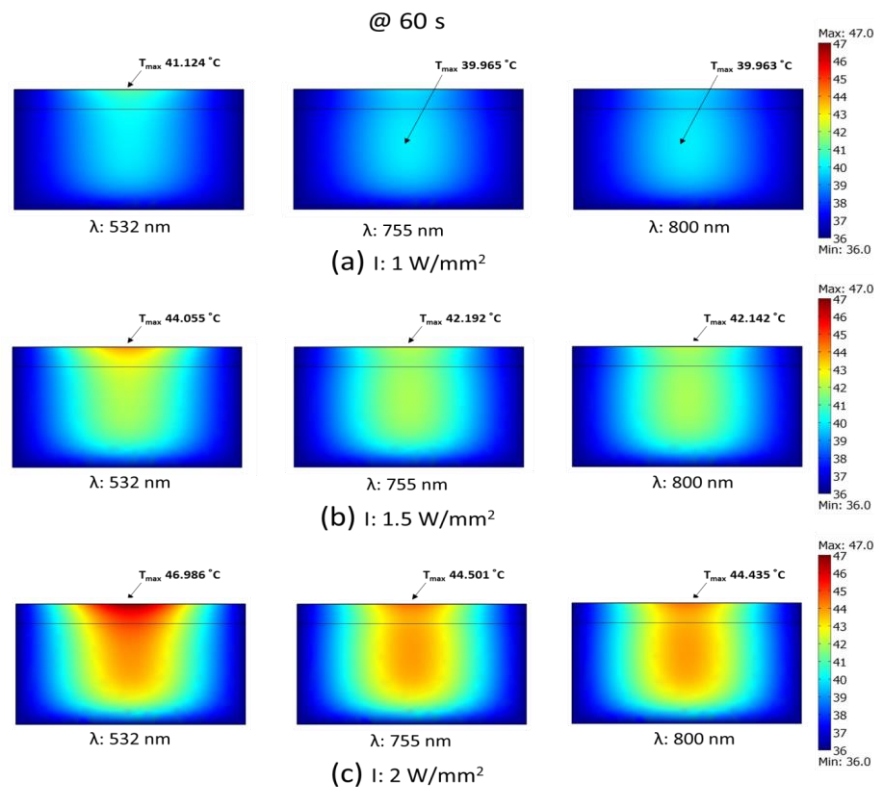 @ 60 s
Tmax 41.124 °C
Tmax 39.965 °C
Tmax 39.963 °C
Max: 47.0
47
46
45
44
43
42
41
40
39
38
37
36
Min: 36.0
λ: 532 nm
λ: 755 nm
λ: 800 nm
(a) I: 1 W/mm²
Tmax 44.055 °C
Tmax 42.192 °C
Tmax 42.142 °C
Max: 47.0
47
46
45
44
43
42
41
40
39
38
37
36
Min: 36.0
λ: 532 nm
λ: 755 nm
λ: 800 nm
(b) I: 1.5 W/mm²
Tmax 46.986 °C
Tmax 44.501 °C
Tmax 44.435 °C
Max: 47.0
47
46
45
44
43
42
41
40
39
38
37
36
Min: 36.0
λ: 532 nm
λ: 755 nm
λ: 800 nm
(c) I: 2 W/mm²